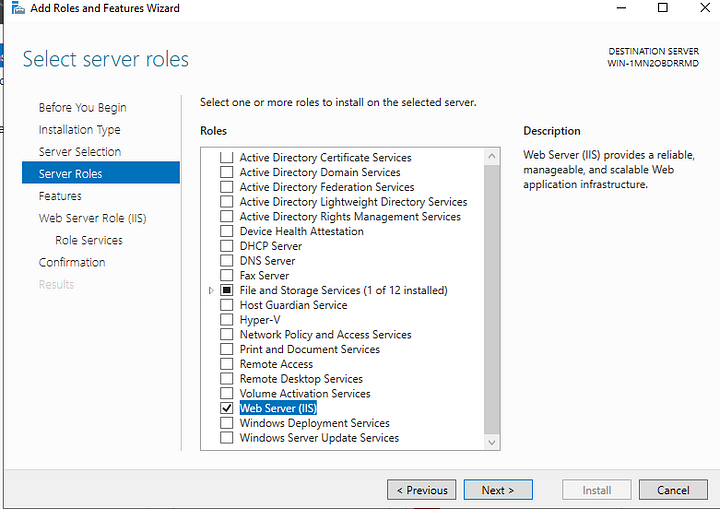 Add Roles and Features Wizard
Select server roles
DESTINATION SERVER
WIN-1MN2OBDRRMD
Before You Begin
Installation Type
Server Selection
Server Roles
Features
Web Server Role (IIS)
Role Services
Confirmation
Results
Select one or more roles to install on the selected server.
Roles
Active Directory Certificate Services
Active Directory Domain Services
Active Directory Federation Services
Active Directory Lightweight Directory Services
Active Directory Rights Management Services
Device Health Attestation
DHCP Server
DNS Server
Fax Server
File and Storage Services (1 of 12 installed)
Host Guardian Service
Hyper-V
Network Policy and Access Services
Print and Document Services
Remote Access
Remote Desktop Services
Volume Activation Services
Web Server (IIS)
Windows Deployment Services
Windows Server Update Services
Description
Web Server (IIS) provides a reliable,
manageable, and scalable Web
application infrastructure.
< Previous
Next >
Install
Cancel